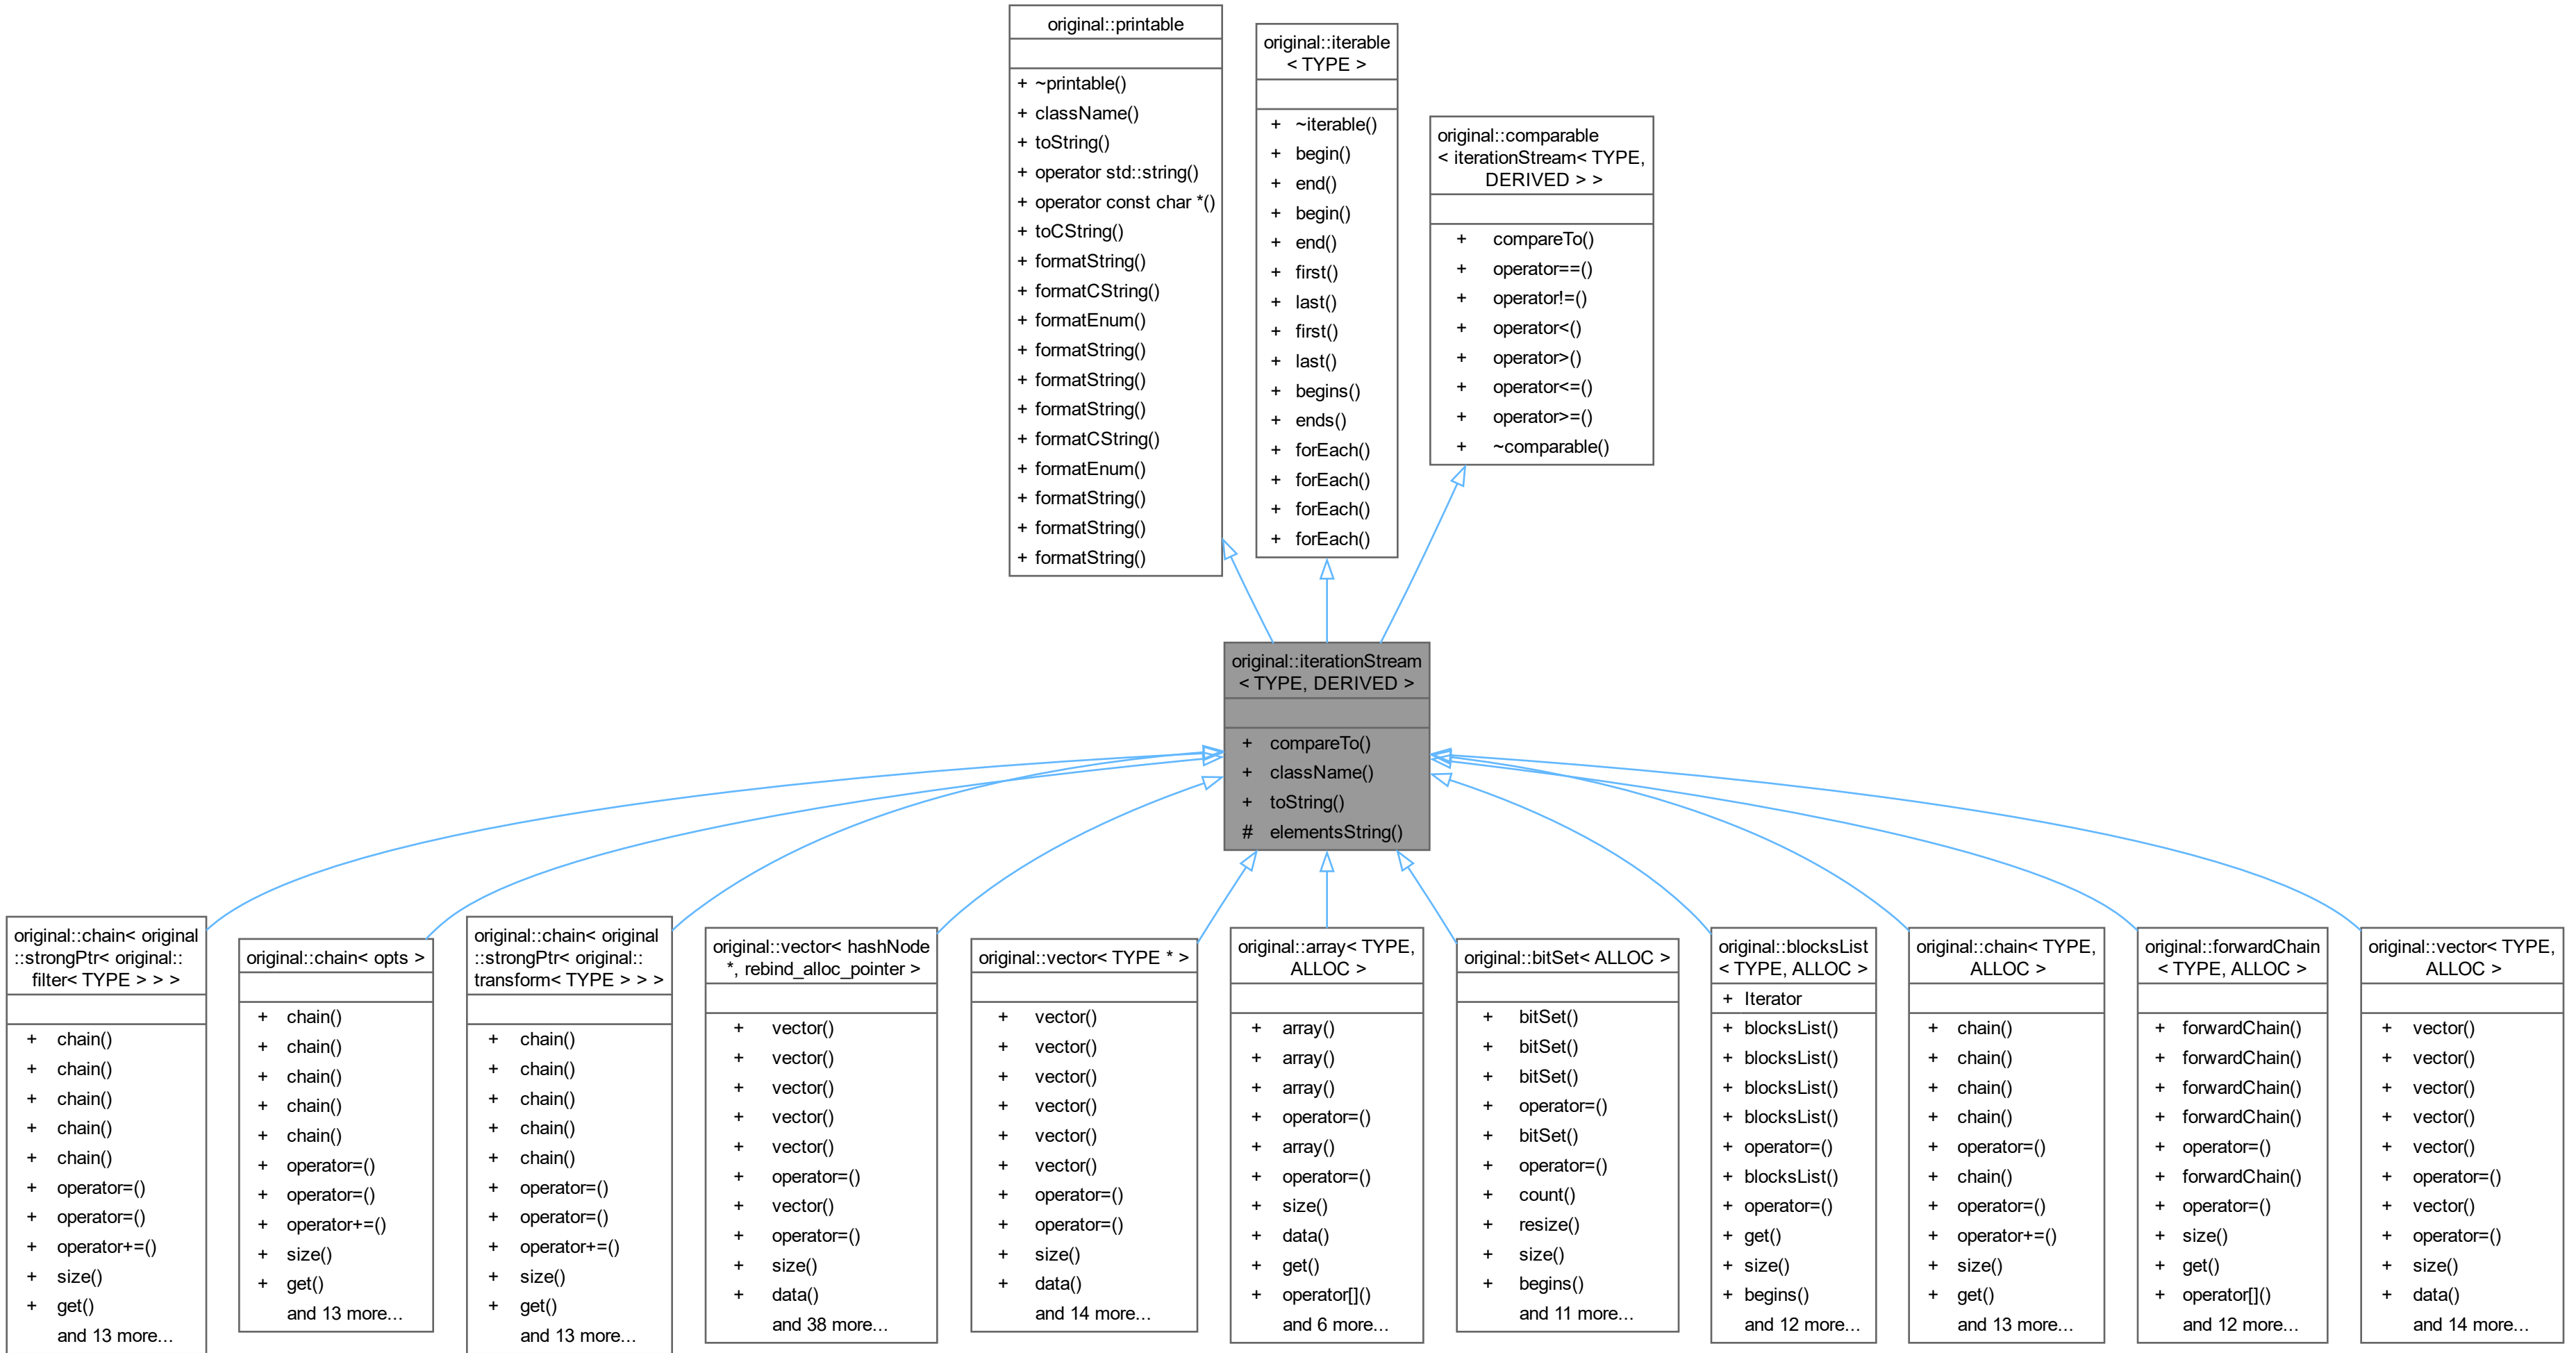 original::printable
+ ~printable()
+ className()
+ toString()
+ operator std::string()
+ operator const char *()
+ toCString()
+ formatString()
+ formatCString()
+ formatEnum()
+ formatString()
+ formatString()
+ formatString()
+ formatCString()
+ formatEnum()
+ formatString()
+ formatString()
+ formatString()
original::iterable
< TYPE >
+ ~iterable()
+ begin()
+ end()
+ begin()
+ end()
+ first()
+ last()
+ first()
+ last()
+ begins()
+ ends()
+ forEach()
+ forEach()
+ forEach()
+ forEach()
original::comparable
< iterationStream< TYPE,
DERIVED > >
+ compareTo()
+ operator==()
+ operator!=()
+ operator<()
+ operator>()
+ operator<=()
+ operator>=()
+ ~comparable()
original::iterationStream
< TYPE, DERIVED >
+ compareTo()
+ className()
+ toString()
# elementsString()
original::chain< original
::strongPtr< original::
filter< TYPE > > >
+ chain()
+ chain()
+ chain()
+ chain()
+ chain()
+ operator=()
+ operator=()
+ operator+=()
+ size()
+ get()
and 13 more...
original::chain< opts >
+ chain()
+ chain()
+ chain()
+ chain()
+ chain()
+ operator=()
+ operator=()
+ operator+=()
+ size()
+ get()
and 13 more...
original::chain< original
::strongPtr< original::
transform< TYPE > > >
+ chain()
+ chain()
+ chain()
+ chain()
+ chain()
+ operator=()
+ operator=()
+ operator+=()
+ size()
+ get()
and 13 more...
original::vector< hashNode
*, rebind_alloc_pointer >
+ vector()
+ vector()
+ vector()
+ vector()
+ vector()
+ operator=()
+ vector()
+ operator=()
+ size()
+ data()
and 38 more...
original::vector< TYPE * >
+ vector()
+ vector()
+ vector()
+ vector()
+ vector()
+ vector()
+ operator=()
+ operator=()
+ size()
+ data()
and 14 more...
original::array< TYPE,
ALLOC >
+ array()
+ array()
+ array()
+ operator=()
+ array()
+ operator=()
+ size()
+ data()
+ get()
+ operator[]()
and 6 more...
original::bitSet< ALLOC >
+ bitSet()
+ bitSet()
+ bitSet()
+ operator=()
+ bitSet()
+ operator=()
+ count()
+ resize()
+ size()
+ begins()
and 11 more...
original::blocksList
< TYPE, ALLOC >
+ Iterator
+ blocksList()
+ blocksList()
+ blocksList()
+ blocksList()
+ operator=()
+ blocksList()
+ operator=()
+ get()
+ size()
+ begins()
and 12 more...
original::chain< TYPE,
ALLOC >
+ chain()
+ chain()
+ chain()
+ chain()
+ operator=()
+ chain()
+ operator=()
+ operator+=()
+ size()
+ get()
and 13 more...
original::forwardChain
< TYPE, ALLOC >
+ forwardChain()
+ forwardChain()
+ forwardChain()
+ forwardChain()
+ operator=()
+ forwardChain()
+ operator=()
+ size()
+ get()
+ operator[]()
and 12 more...
original::vector< TYPE,
ALLOC >
+ vector()
+ vector()
+ vector()
+ vector()
+ vector()
+ operator=()
+ vector()
+ operator=()
+ size()
+ data()
and 14 more...